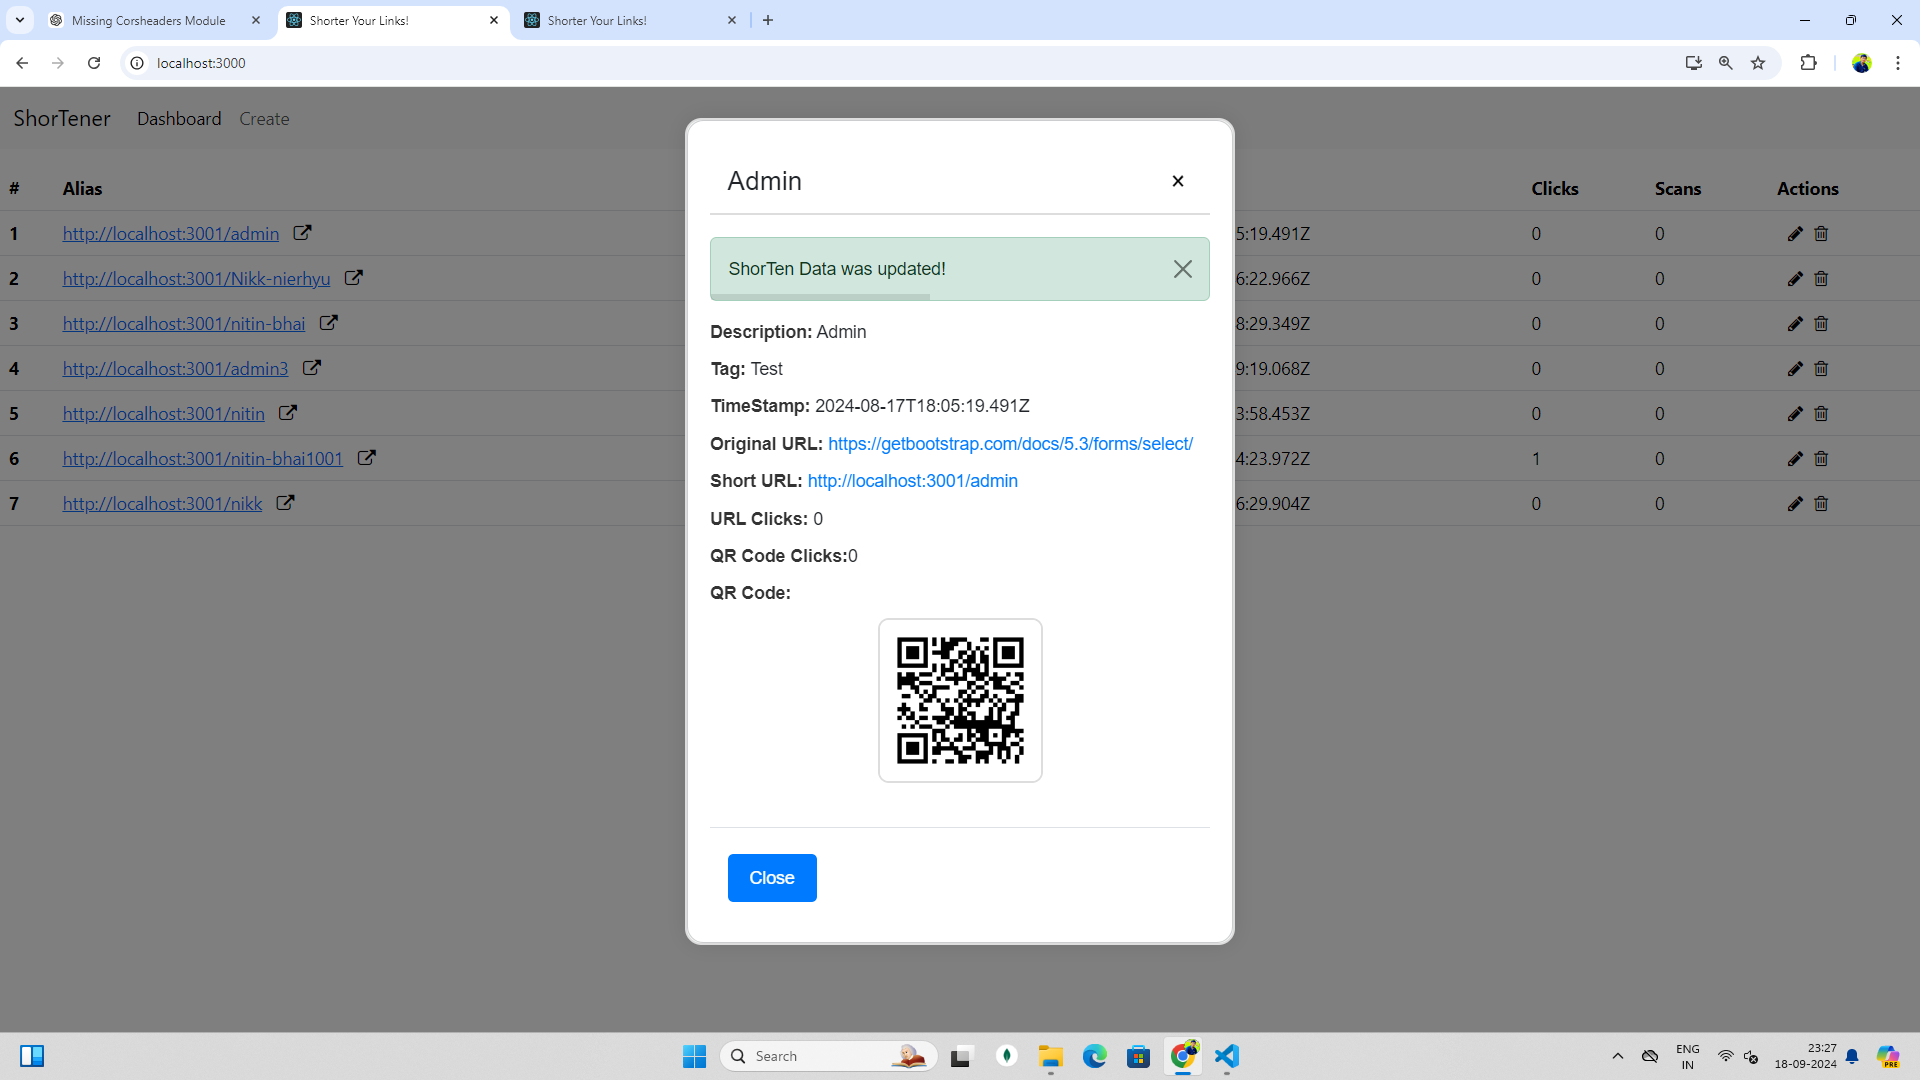 Missing Corsheaders Module
Shorter Your Links!
Shorter Your Links!
localhost:3000
ShorTener Dashboard Create
# Alias Clicks Scans Actions
1 http://localhost:3001/admin 5:19.491Z 0 0
2 http://localhost:3001/Nikk-nierhyu 6:22.966Z 0 0
3 http://localhost:3001/nitin-bhai 8:29.349Z 0 0
4 http://localhost:3001/admin3 9:19.068Z 0 0
5 http://localhost:3001/nitin 3:58.453Z 0 0
6 http://localhost:3001/nitin-bhai1001 4:23.972Z 1 0
7 http://localhost:3001/nikk 6:29.904Z 0 0
Admin
ShorTen Data was updated!
Description: Admin
Tag: Test
TimeStamp: 2024-08-17T18:05:19.491Z
Original URL: https://getbootstrap.com/docs/5.3/forms/select/
Short URL: http://localhost:3001/admin
URL Clicks: 0
QR Code Clicks:0
QR Code:
Close
Search
ENG
IN
23:27
18-09-2024
PRE